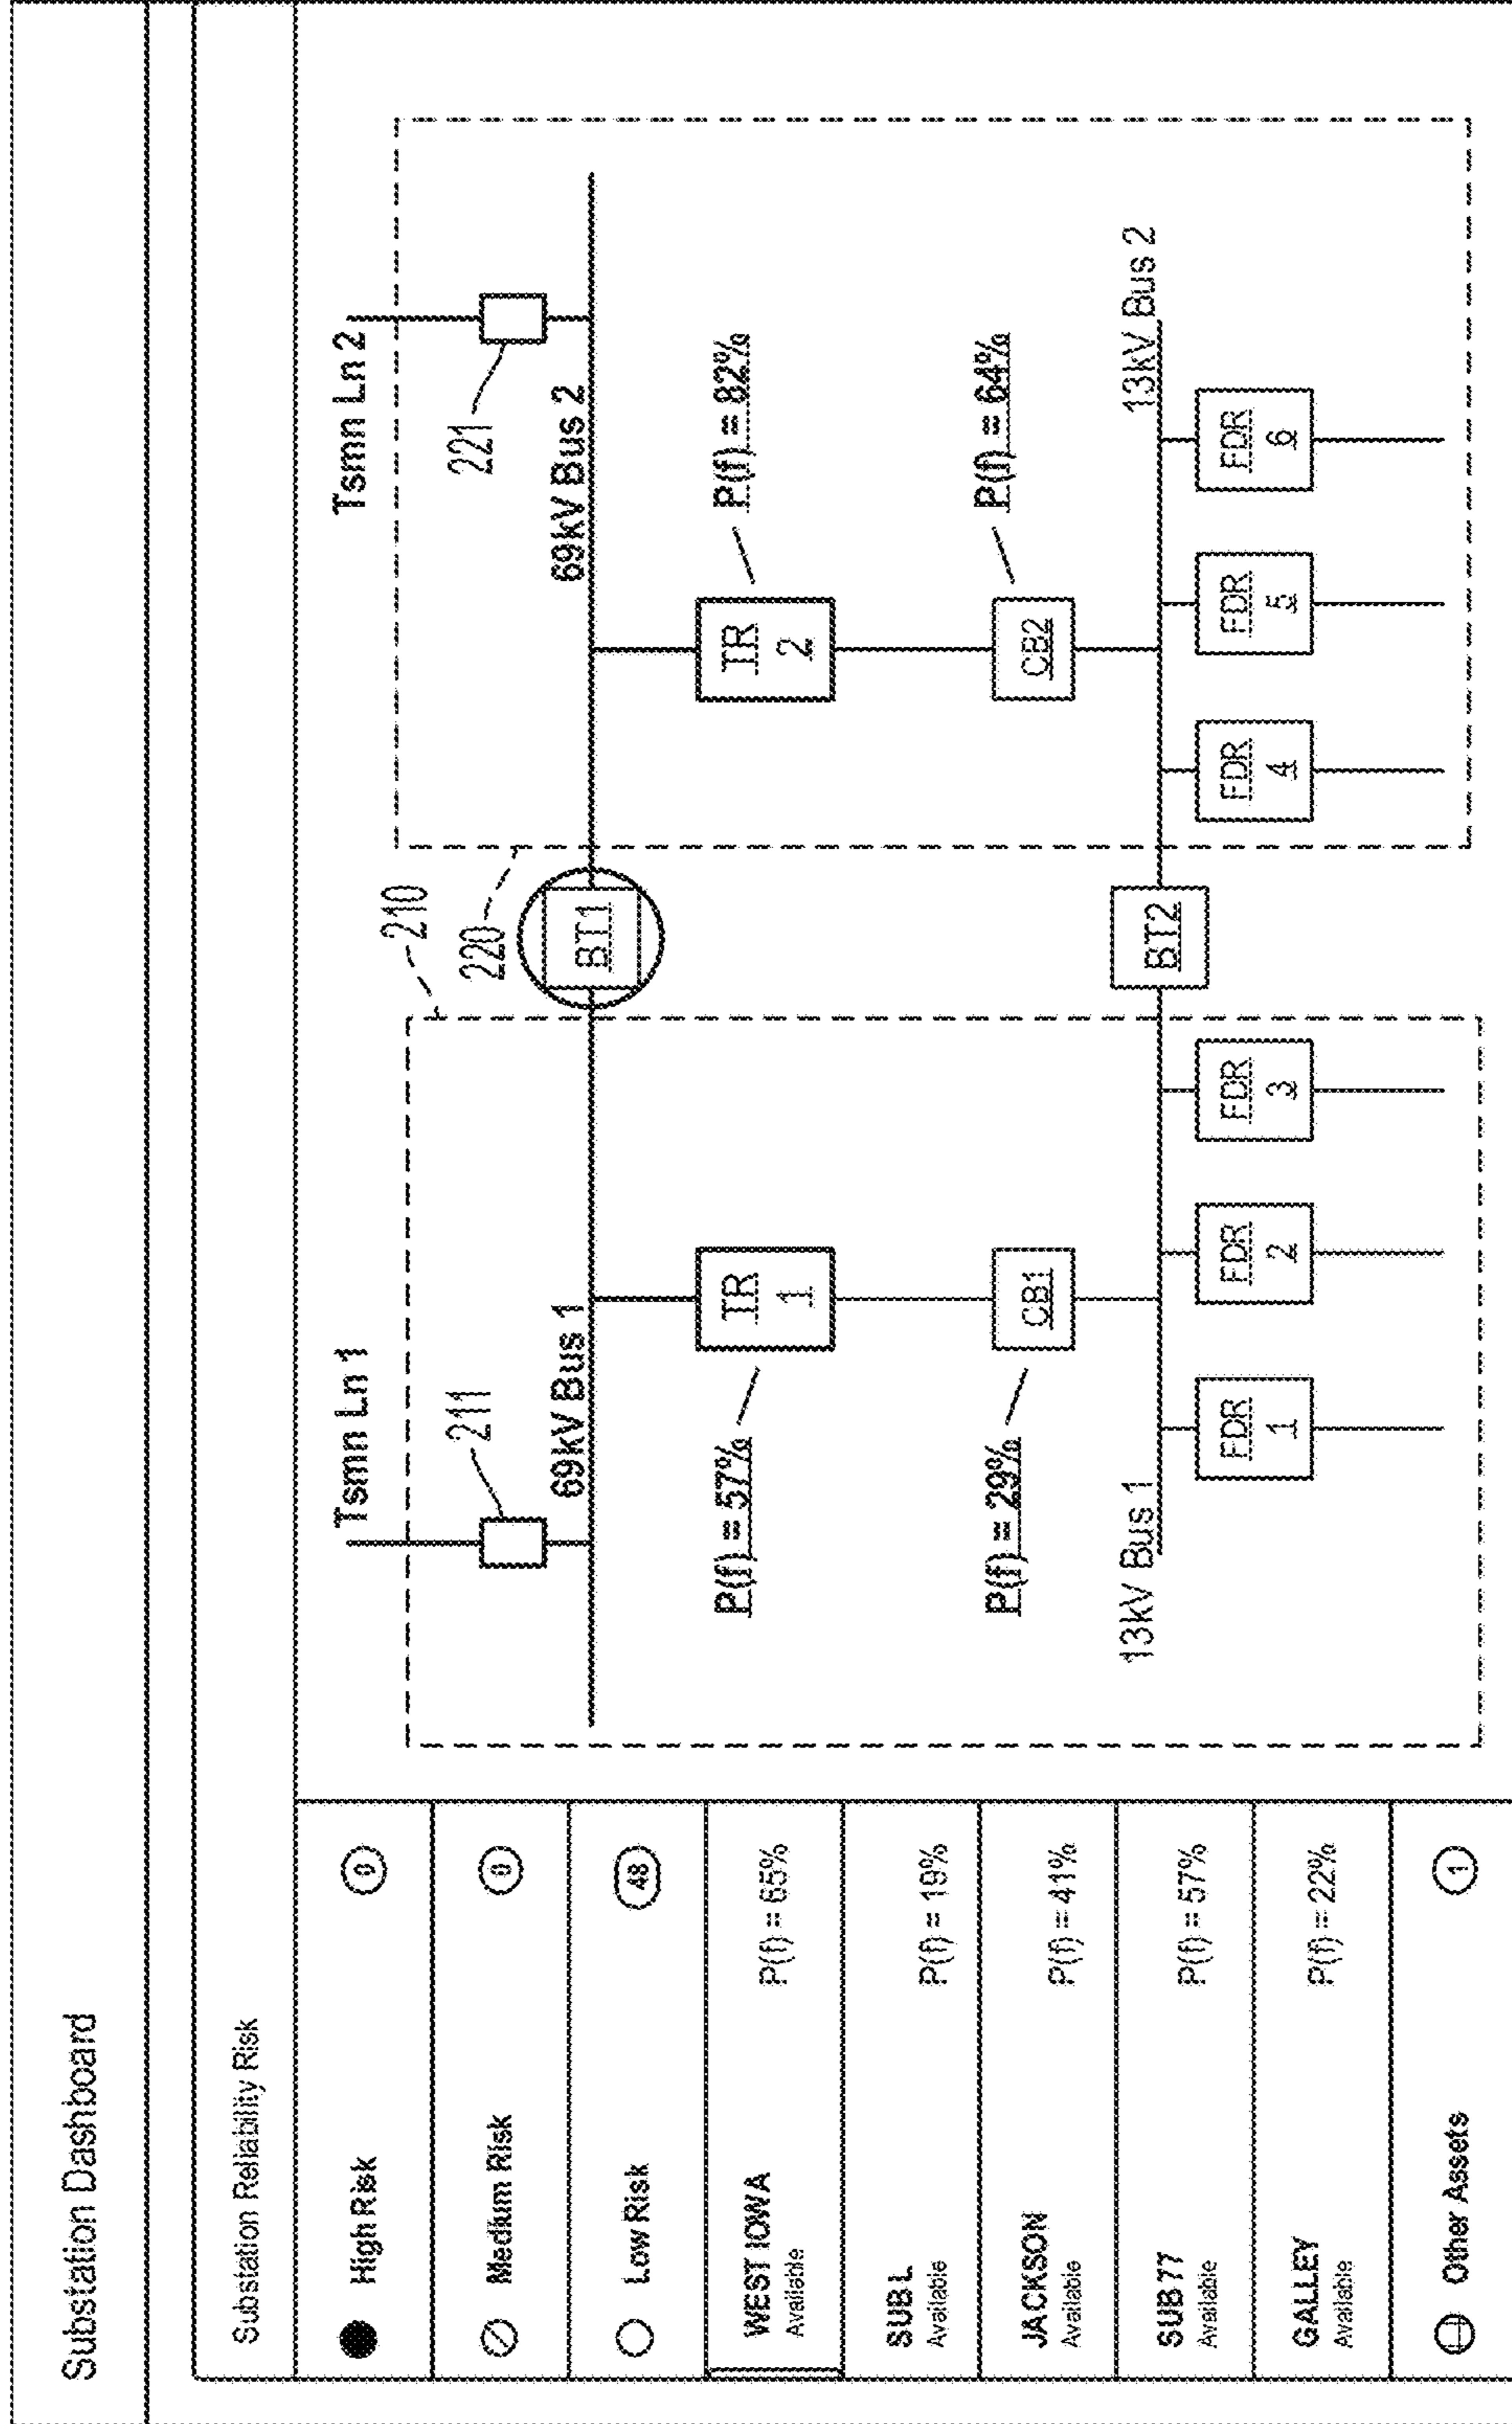 Substation Dashboard
Substation Reliability Risk
High Risk 0
Medium Risk 0
Low Risk 48
WEST IOWA P(f) = 65%
Available
SUB L P(f) = 19%
Available
JACKSON P(f) = 41%
Available
SUB 77 P(f) = 57%
Available
GALLEY P(f) = 22%
Available
Other Assets 1
Tsmn Ln 1
Tsmn Ln 2
210
211
220
221
69kV Bus 1
BT1
69kV Bus 2
P(f) = 57%
TR
1
TR
2
P(f) = 82%
P(f) = 29%
CB1
CB2
P(f) = 64%
13kV Bus 1
BT2
13kV Bus 2
FDR
1
FDR
2
FDR
3
FDR
4
FDR
5
FDR
6